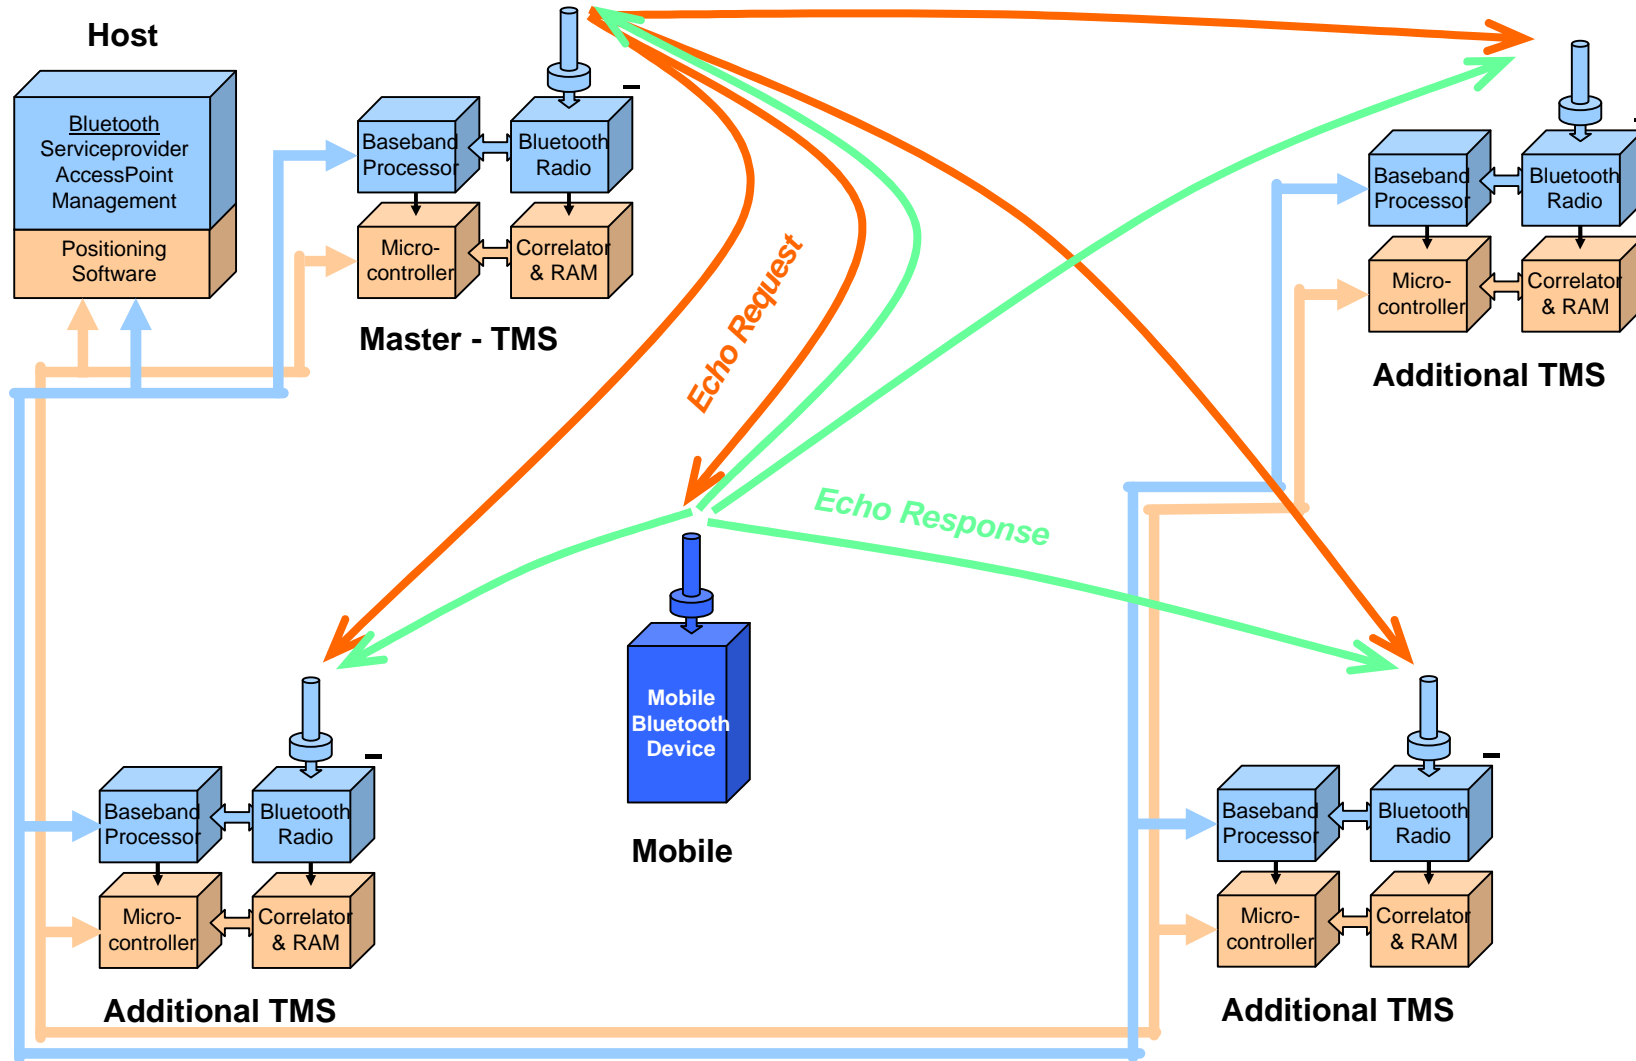 Host
Bluetooth
Serviceprovider
AccessPoint
Management
Positioning
Software
Baseband
Processor
Bluetooth
Radio
Micro-
controller
Correlator
& RAM
Master - TMS
Baseband
Processor
Bluetooth
Radio
Micro-
controller
Correlator
& RAM
Additional TMS
Echo Request
Echo Response
Mobile
Bluetooth
Device
Mobile
Baseband
Processor
Bluetooth
Radio
Micro-
controller
Correlator
& RAM
Additional TMS
Baseband
Processor
Bluetooth
Radio
Micro-
controller
Correlator
& RAM
Additional TMS